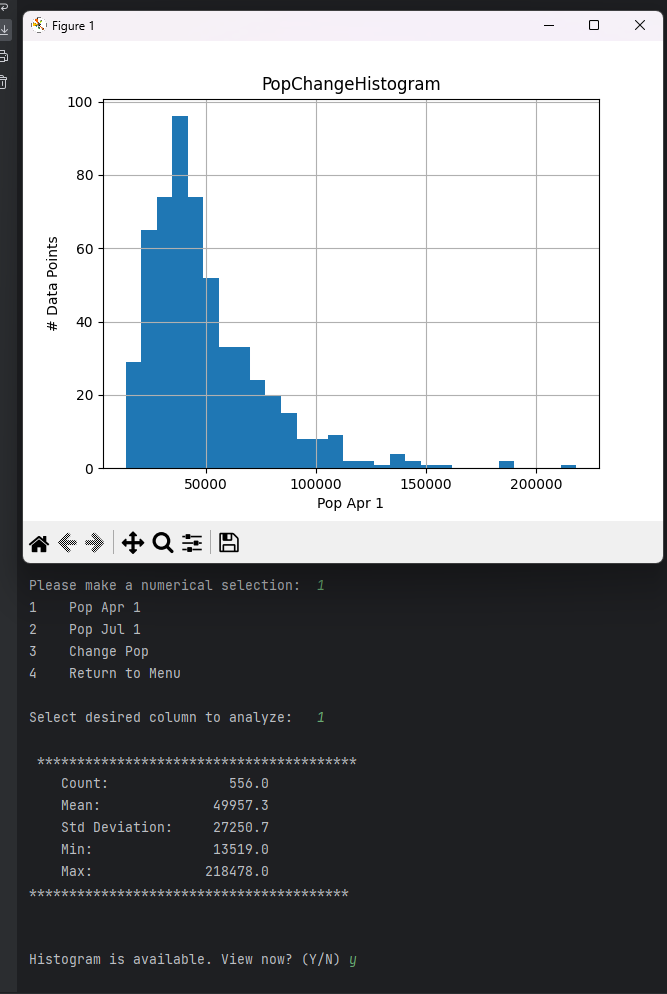 Figure 1
PopChangeHistogram
100
80
60
40
20
0
# Data Points
50000 100000 150000 200000
Pop Apr 1
Please make a numerical selection: 1
1 Pop Apr 1
2 Pop Jul 1
3 Change Pop
4 Return to Menu
Select desired column to analyze: 1
****************************************
Count: 556.0
Mean: 49957.3
Std Deviation: 27250.7
Min: 13519.0
Max: 218478.0
****************************************
Histogram is available. View now? (Y/N) y